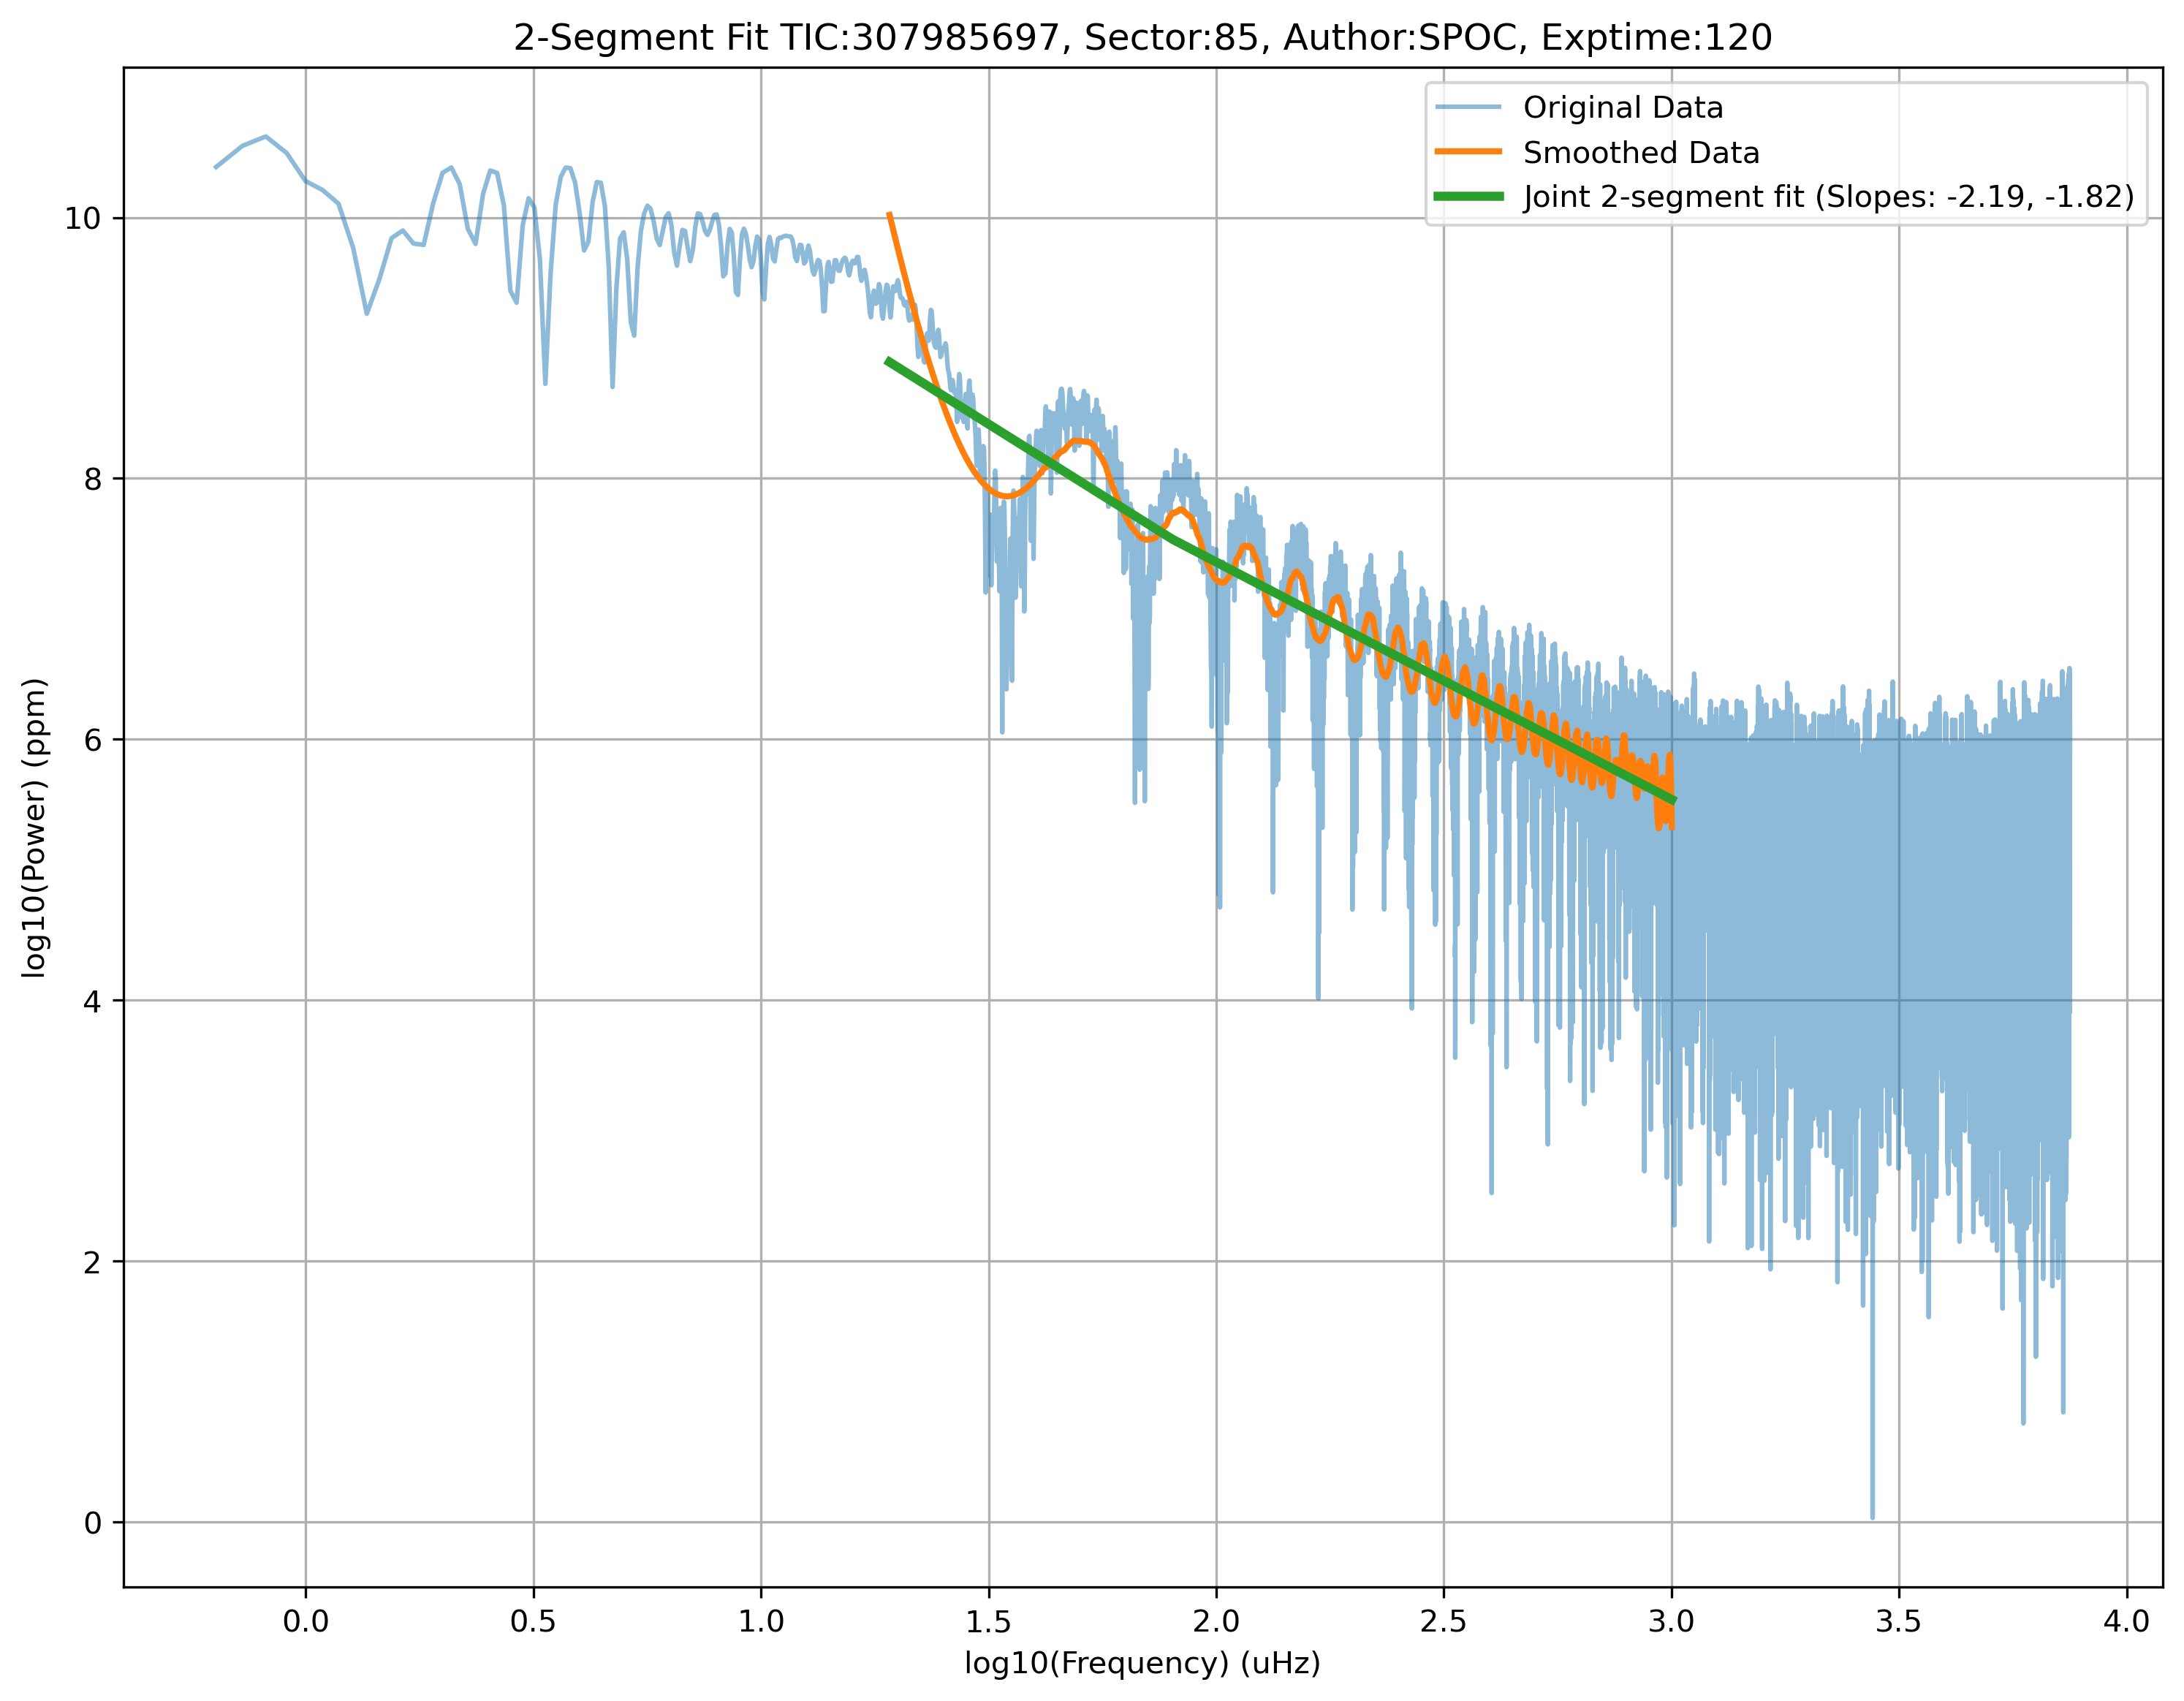 2-Segment Fit TIC:307985697, Sector:85, Author:SPOC, Exptime:120
Original Data
Smoothed Data
Joint 2-segment fit (Slopes: -2.19, -1.82)
log10(Power) (ppm)
10
8
6
4
2
0
0.0 0.5 1.0 1.5 2.0 2.5 3.0 3.5 4.0
log10(Frequency) (uHz)